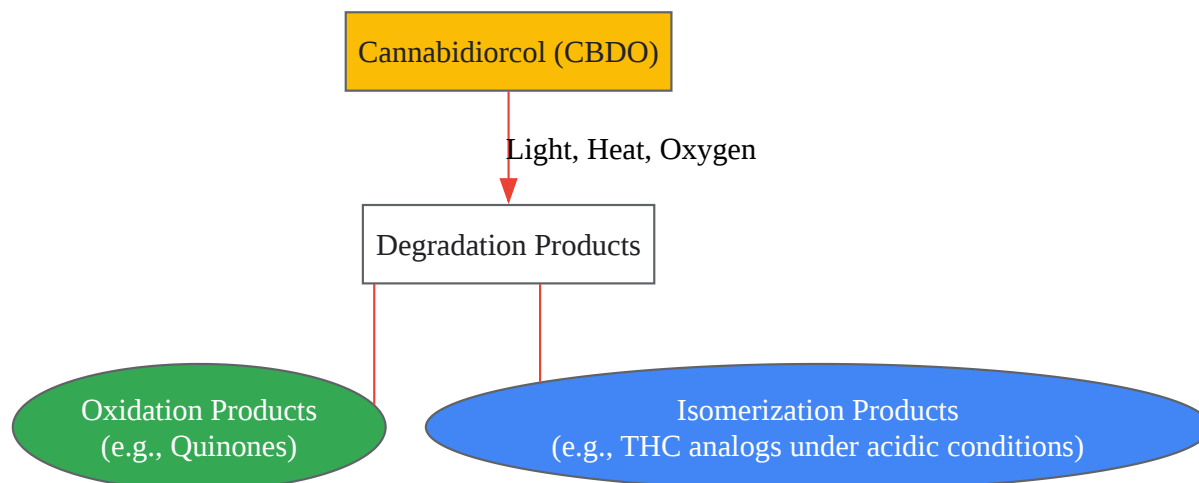 Cannabidiorcol (CBDO)
Light, Heat, Oxygen
Degradation Products
Oxidation Products
(e.g., Quinones)
Isomerization Products
(e.g., THC analogs under acidic conditions)